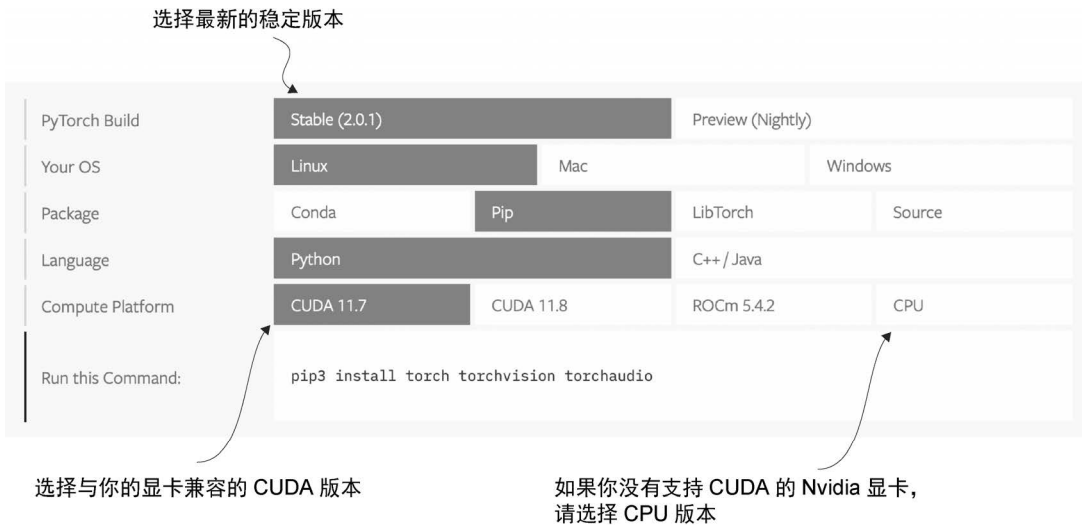 选择最新的稳定版本
PyTorch Build
Stable (2.0.1)
Preview (Nightly)
Your OS
Linux
Mac
Windows
Package
Conda
Pip
LibTorch
Source
Language
Python
C++ / Java
Compute Platform
CUDA 11.7
CUDA 11.8
ROCm 5.4.2
CPU
Run this Command:
pip3 install torch torchvision torchaudio
选择与你的显卡兼容的 CUDA 版本
如果你没有支持 CUDA 的 Nvidia 显卡，
请选择 CPU 版本